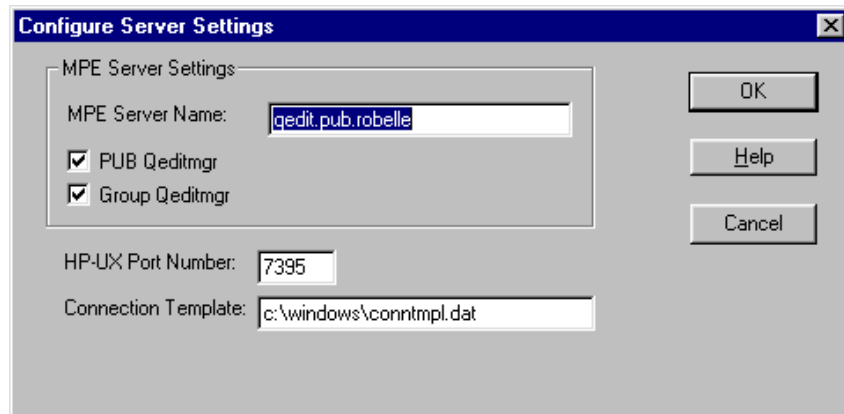 Configure Server Settings
MPE Server Settings
MPE Server Name: qedit.pub.robelle
PUB Qeditmgr
Group Qeditmgr
HP-UX Port Number: 7395
Connection Template: c:\windows\conntmpl.dat
OK
Help
Cancel